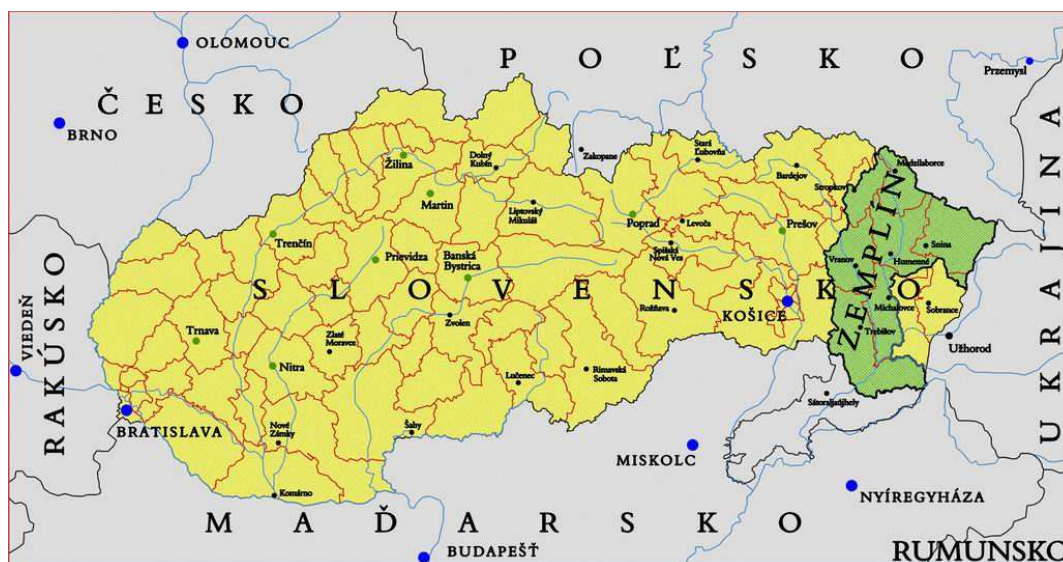 OLOMOUC
POĽSKO
Przemysl
ČESKO
BRNO
Zakopane
Stará
Ľubovňa
Žilina
Dolný
Kubín
Bardejov
Medzilaborce
Stropkov
Martin
Liptovský
Mikuláš
Poprad
Levoča
Prešov
Trenčín
Spišská
Nová Ves
Snina
Prievidza
Banská
Bystrica
Vranov
Humenné
ZEMPLÍN
SLOVENSKO
UKRAJINA
RAKÚSKO
VIEDEŇ
Michalovce
Sobrance
Rožňava
KOŠICE
Zvolen
Trebišov
Trnava
Zlaté
Moravce
Užhorod
Nitra
Lučenec
Rimavská
Sobota
Sátoraljaújhely
BRATISLAVA
Nové
Zámky
Šahy
MISKOLC
Komárno
NYÍREGYHÁZA
MAĎARSKO
BUDAPEŠŤ
RUMUNSKO